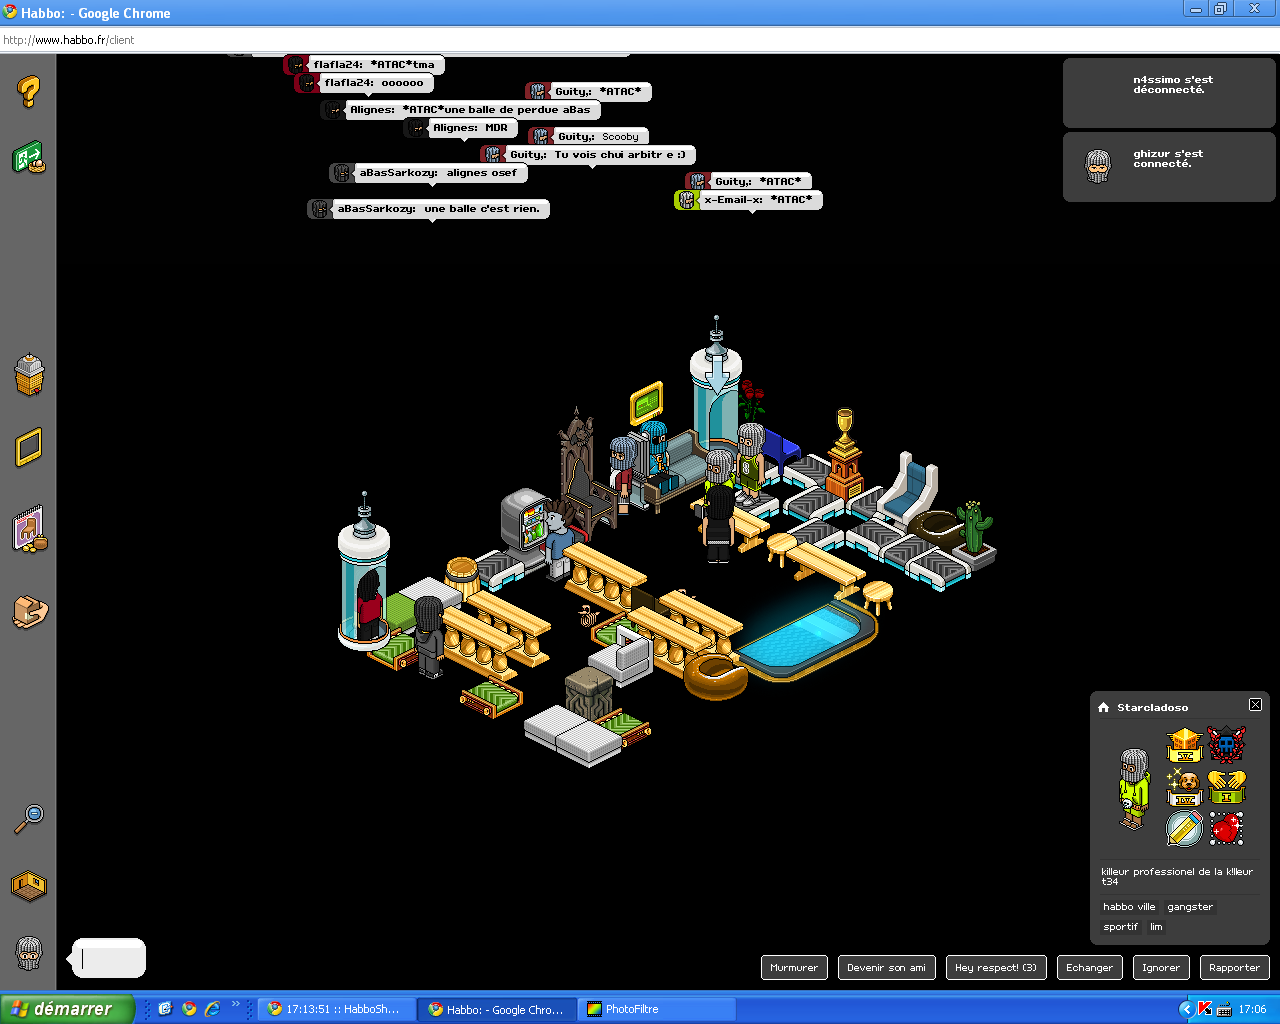 Habbo: - Google Chrome
http://www.habbo.fr/client
flafla24: *ATAC*tma
flafla24: oooooo
Guity,: *ATAC*
Alignes: *ATAC*une balle de perdue aBas
Alignes: MDR
Guity,: Scooby
Guity,: Tu vois chui arbitr e :)
aBasSarkozy: alignes osef
Guity,: *ATAC*
x-Email-x: *ATAC*
aBasSarkozy: une balle c'est rien.
n4ssimo s'est
déconnecté.
ghizur s'est
connecté.
Starcladoso
killeur professionel de la k!lleur
t34
habbo ville gangster
sportif lim
Murmurer Devenir son ami Hey respect! (3) Echanger Ignorer Rapporter
démarrer 17:13:51 :: HabboSh... Habbo: - Google Chro... PhotoFiltre 17:06